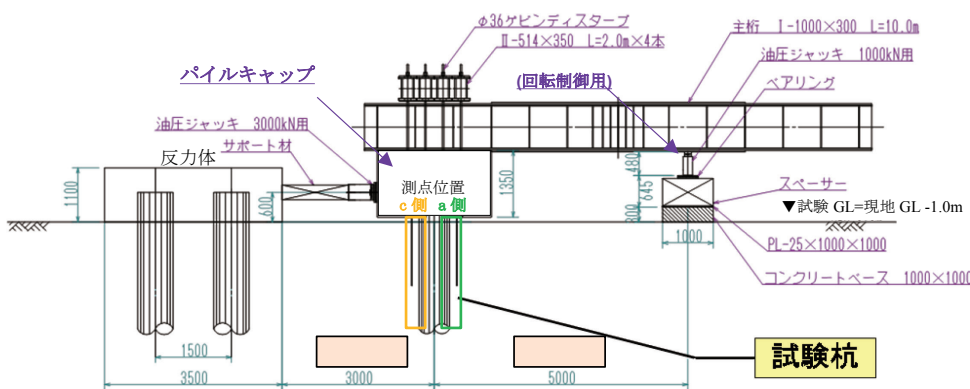 φ36ゲビンディスターブ
Ⅱ-514×350 L=2.0m×4本
主桁 I-1000×300 L=10.0m
油圧ジャッキ 1000kN用
ベアリング
パイルキャップ
(回転制御用)
油圧ジャッキ 3000kN用
サポート材
反力体
測点位置
c 側 a 側
1100
600
1350
480
645
300
スペーサー
▼試験 GL=現地 GL -1.0m
1000
PL-25×1000×1000
コンクリートベース 1000×1000
試験杭
1500
3500
3000
5000